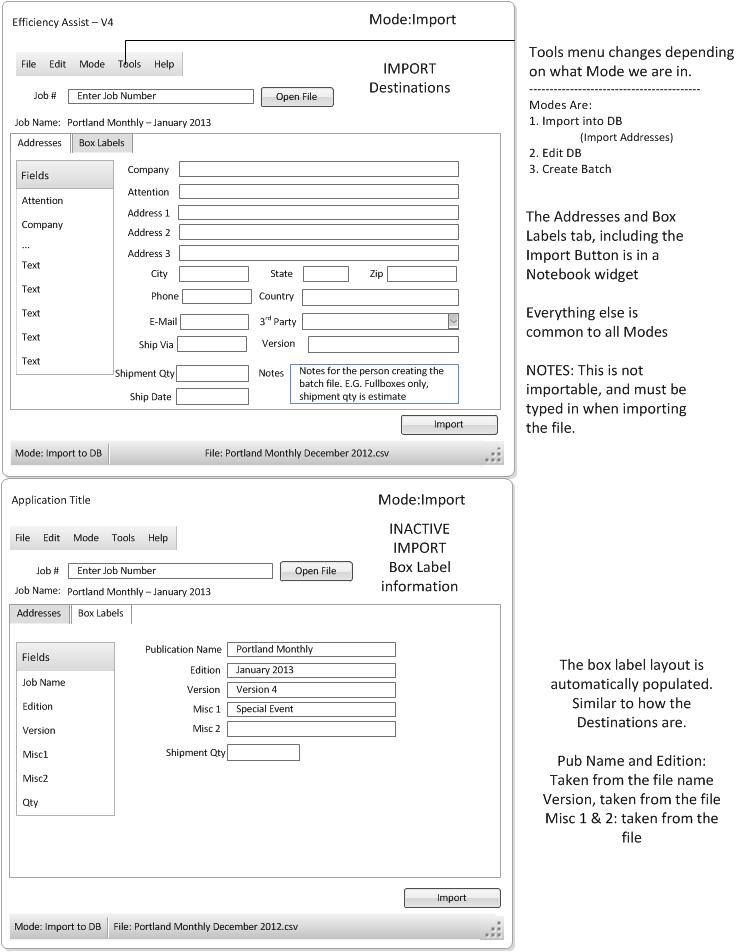 Efficiency Assist – V4
Mode:Import
File Edit Mode Tools Help
IMPORT
Destinations
Job # Enter Job Number Open File
Job Name: Portland Monthly – January 2013
Addresses Box Labels
Fields
Attention
Company
...
Text
Text
Text
Text
Text
Company
Attention
Address 1
Address 2
Address 3
City State Zip
Phone Country
E-Mail 3rd Party
Ship Via Version
Shipment Qty Notes
Notes for the person creating the
batch file. E.G. Fullboxes only,
shipment qty is estimate
Ship Date
Import
Mode: Import to DB File: Portland Monthly December 2012.csv
Tools menu changes depending
on what Mode we are in.
------------------------------------------
Modes Are:
1. Import into DB
(Import Addresses)
2. Edit DB
3. Create Batch
The Addresses and Box
Labels tab, including the
Import Button is in a
Notebook widget
Everything else is
common to all Modes
NOTES: This is not
importable, and must be
typed in when importing
the file.
Application Title
Mode:Import
INACTIVE
IMPORT
Box Label
information
File Edit Mode Tools Help
Job # Enter Job Number Open File
Job Name: Portland Monthly – January 2013
Addresses Box Labels
Fields
Job Name
Edition
Version
Misc1
Misc2
Qty
Publication Name Portland Monthly
Edition January 2013
Version Version 4
Misc 1 Special Event
Misc 2
Shipment Qty
Import
Mode: Import to DB File: Portland Monthly December 2012.csv
The box label layout is
automatically populated.
Similar to how the
Destinations are.
Pub Name and Edition:
Taken from the file name
Version, taken from the file
Misc 1 & 2: taken from the
file